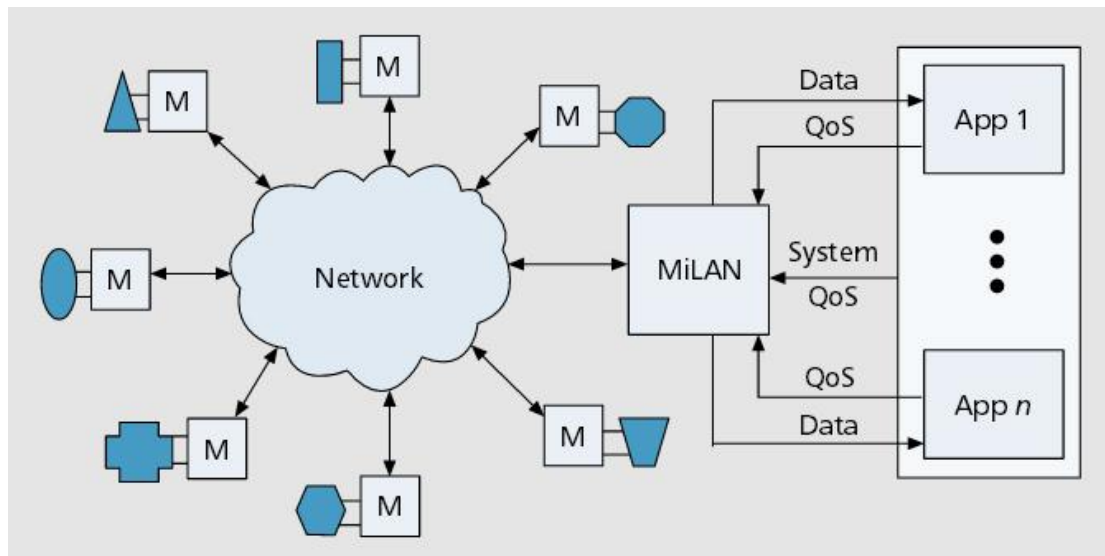 M
M
M
M
M
M
M
Network
MiLAN
Data
QoS
System
QoS
QoS
Data
App 1
App n